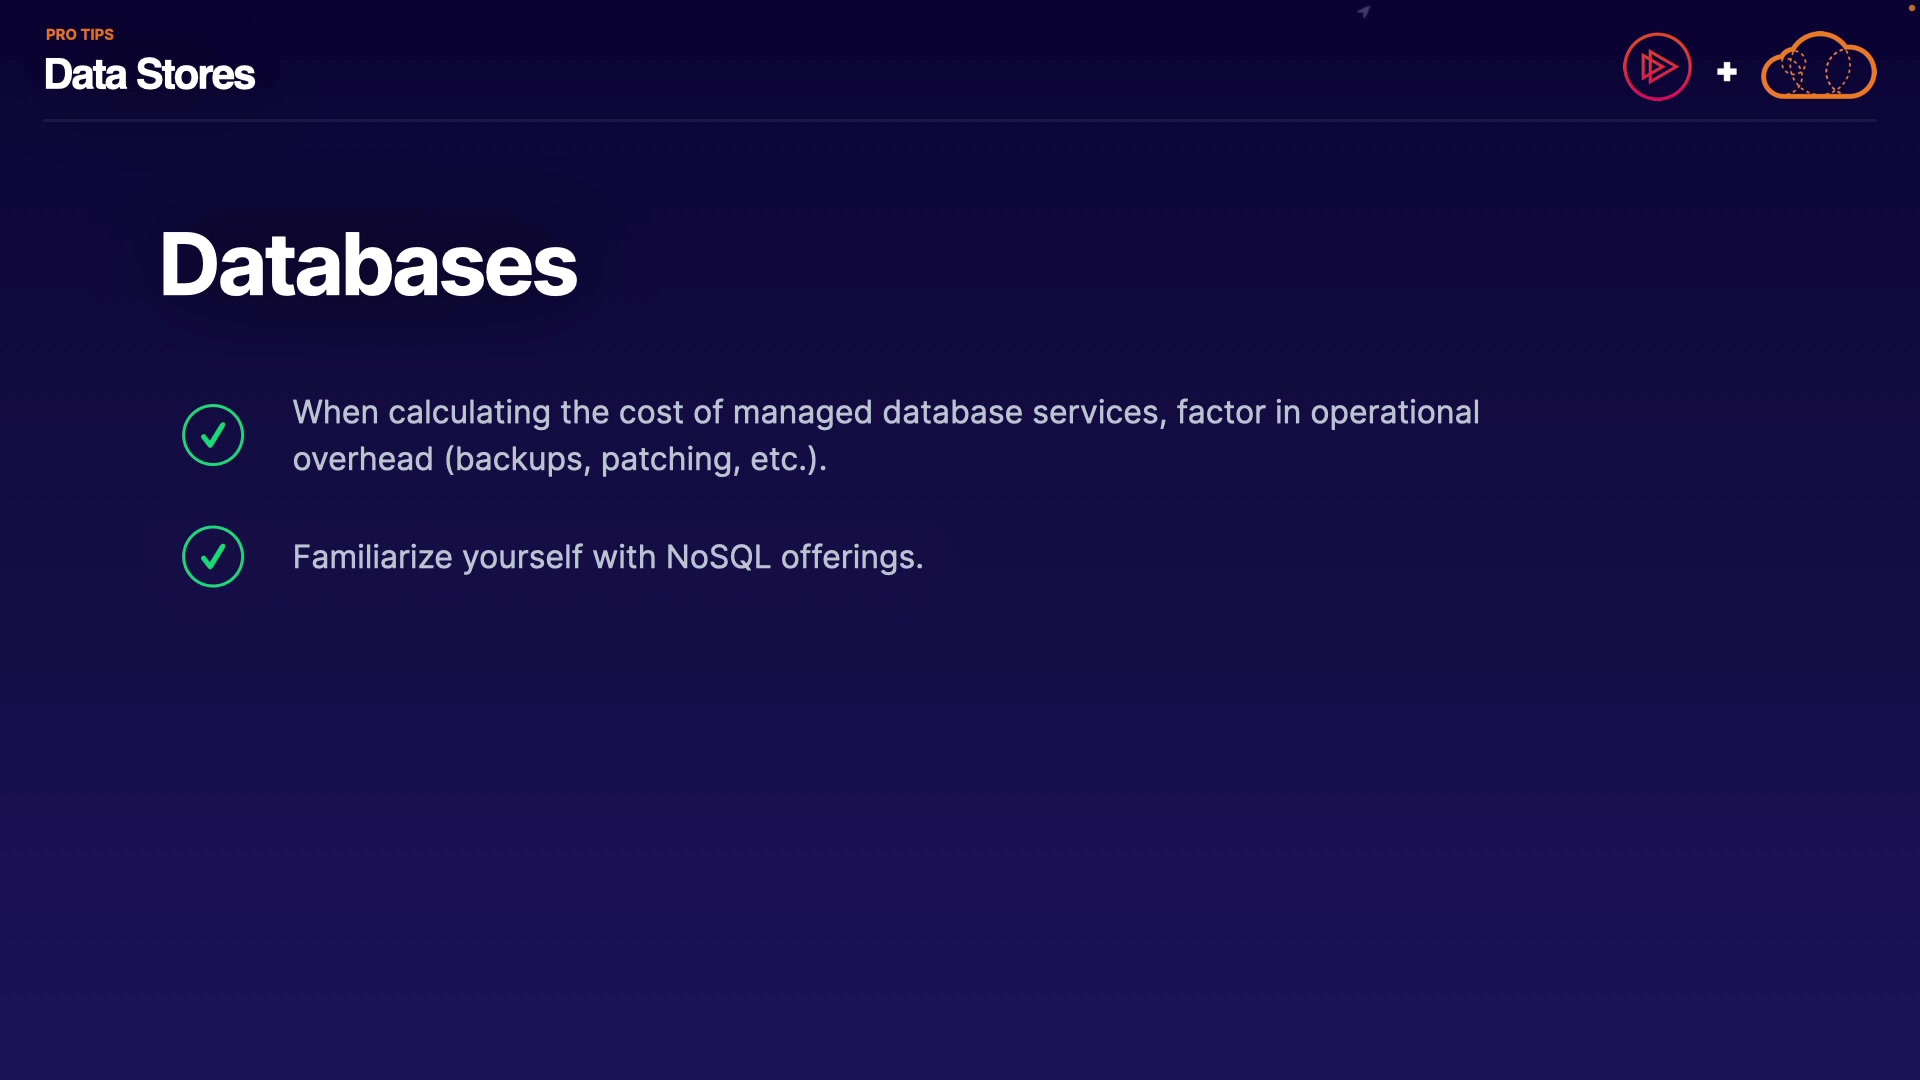 PRO TIPS
Data Stores
Databases
When calculating the cost of managed database services, factor in operational
overhead (backups, patching, etc.).
Familiarize yourself with NoSQL offerings.